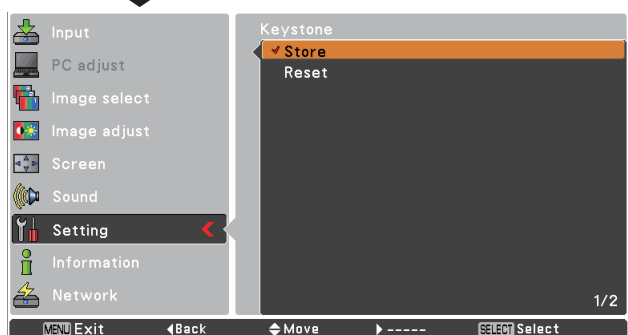 Input
PC adjust
Image select
Image adjust
Screen
Sound
Setting
Information
Network
Keystone
✔ Store
Reset
1/2
MENU Exit ◀Back ◆Move ▶ ----- SELECT Select